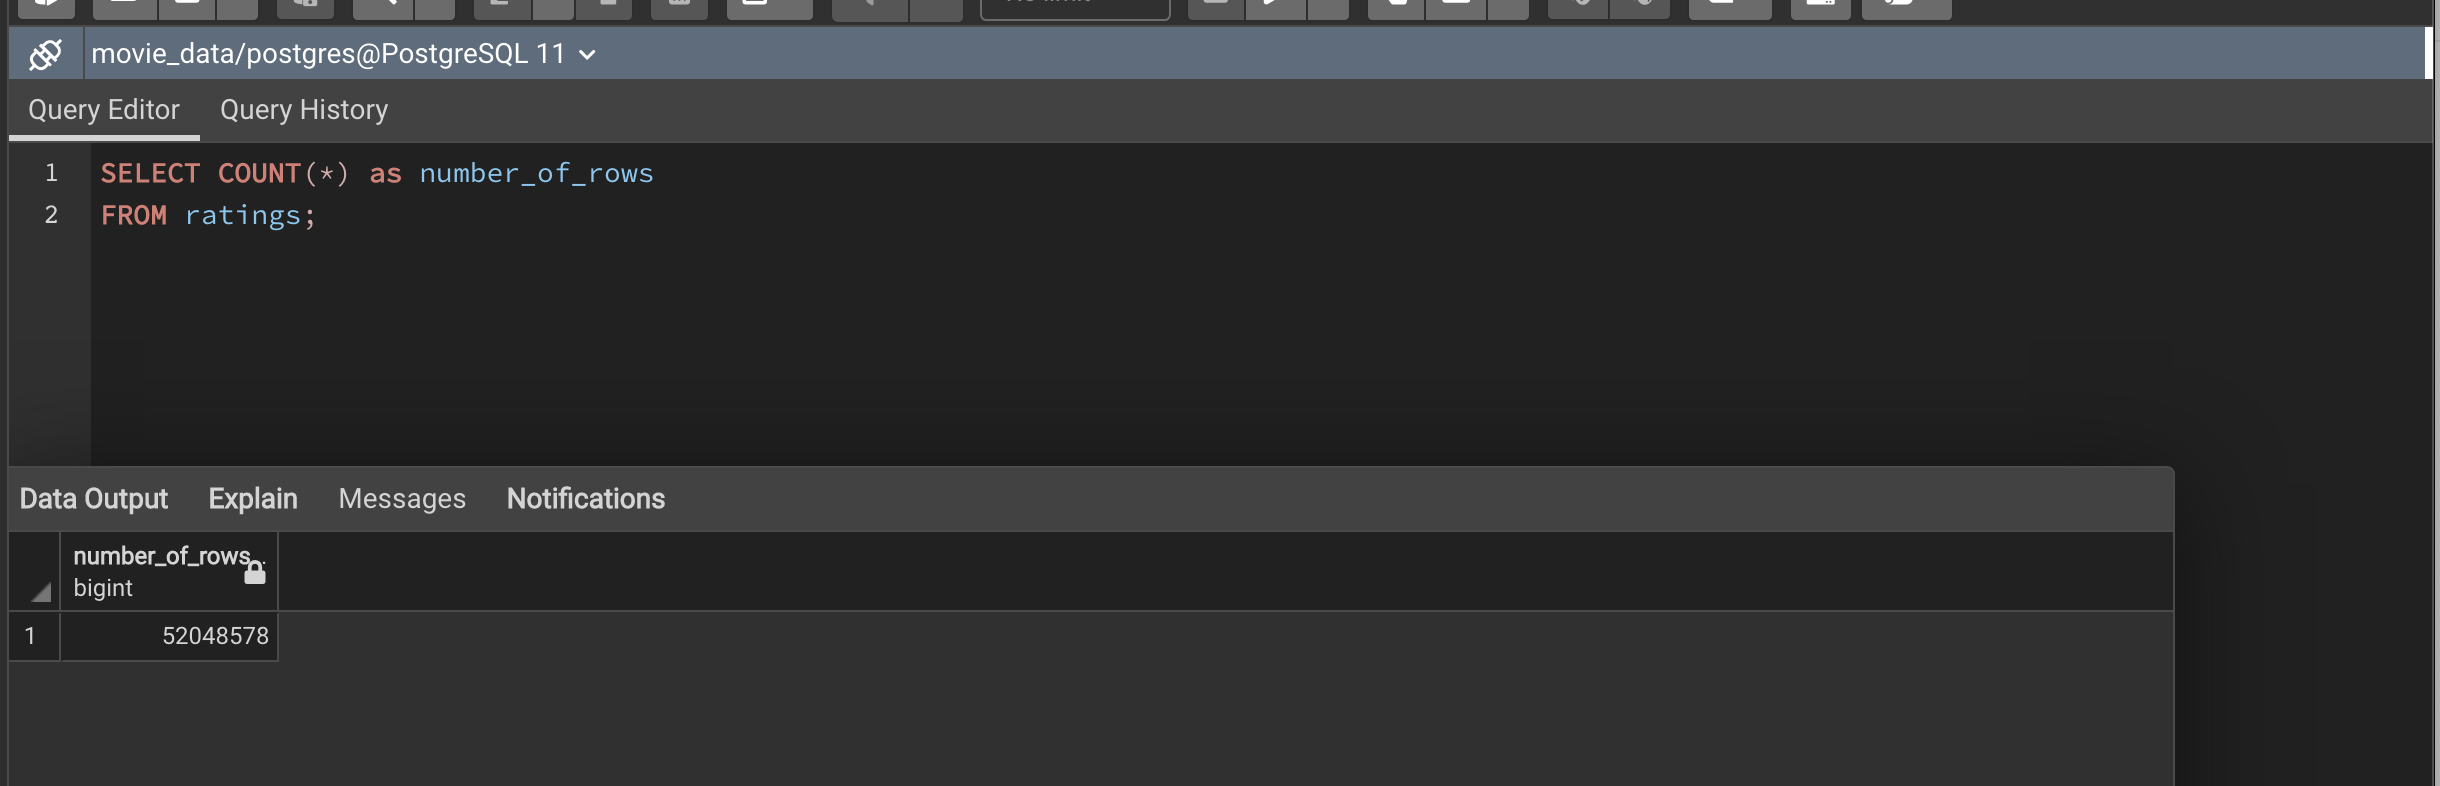 movie_data/postgres@PostgreSQL 11
Query Editor Query History
1 SELECT COUNT(*) as number_of_rows
2 FROM ratings;
Data Output Explain Messages Notifications
number_of_rows
bigint
1 52048578